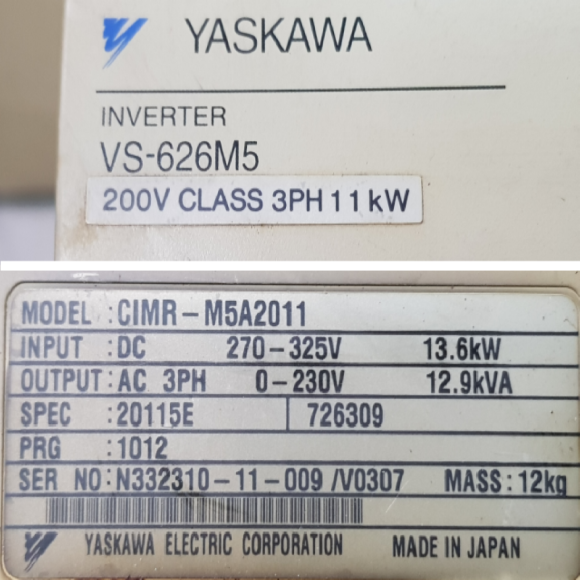 YASKAWA
INVERTER
VS-626M5
200V CLASS 3PH 11kW
MODEL :CIMR-M5A2011
INPUT :DC 270-325V 13.6kW
OUTPUT:AC 3PH 0-230V 12.9kVA
SPEC :20115E 726309
PRG :1012
SER NO:N332310-11-009 /V0307 MASS:12kg
YASKAWA ELECTRIC CORPORATION MADE IN JAPAN